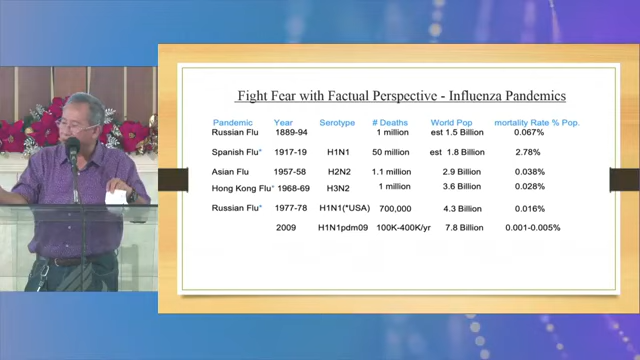 Fight Fear with Factual Perspective - Influenza Pandemics
Pandemic Year Serotype # Deaths World Pop mortality Rate % Pop.
Russian Flu 1889-94 1 million est 1.5 Billion 0.067%
Spanish Flu* 1917-19 H1N1 50 million est 1.8 Billion 2.78%
Asian Flu 1957-58 H2N2 1.1 million 2.9 Billion 0.038%
Hong Kong Flu* 1968-69 H3N2 1 million 3.6 Billion 0.028%
Russian Flu* 1977-78 H1N1(*USA) 700,000 4.3 Billion 0.016%
2009 H1N1pdm09 100K-400K/yr 7.8 Billion 0.001-0.005%